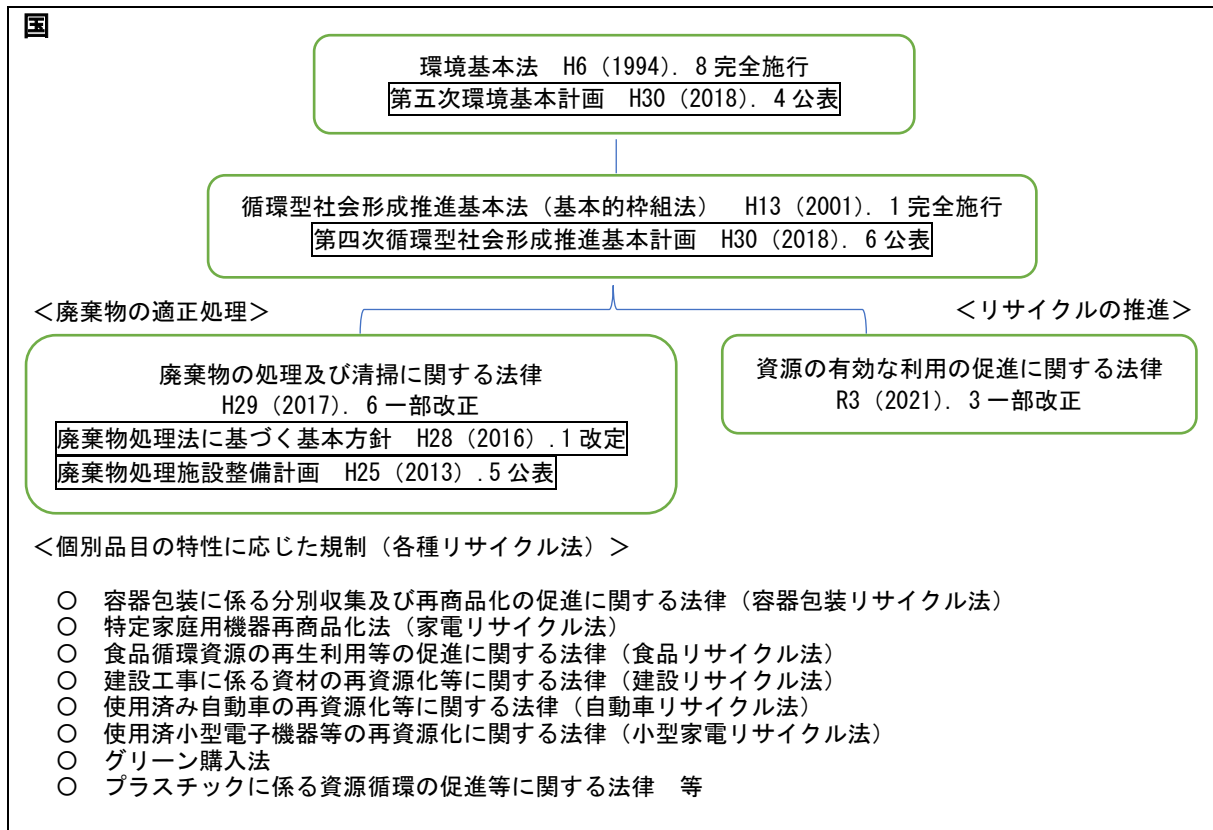 国
環境基本法　H6（1994）．8 完全施行
第五次環境基本計画　H30（2018）．4 公表
循環型社会形成推進基本法（基本的枠組法）　H13（2001）．1 完全施行
第四次循環型社会形成推進基本計画　H30（2018）．6 公表
＜廃棄物の適正処理＞
＜リサイクルの推進＞
廃棄物の処理及び清掃に関する法律
H29（2017）．6 一部改正
廃棄物処理法に基づく基本方針　H28（2016）.1 改定
廃棄物処理施設整備計画　H25（2013）.5 公表
資源の有効な利用の促進に関する法律
R3（2021）．3 一部改正
＜個別品目の特性に応じた規制（各種リサイクル法）＞
○　容器包装に係る分別収集及び再商品化の促進に関する法律（容器包装リサイクル法）
○　特定家庭用機器再商品化法（家電リサイクル法）
○　食品循環資源の再生利用等の促進に関する法律（食品リサイクル法）
○　建設工事に係る資材の再資源化等に関する法律（建設リサイクル法）
○　使用済み自動車の再資源化等に関する法律（自動車リサイクル法）
○　使用済小型電子機器等の再資源化に関する法律（小型家電リサイクル法）
○　グリーン購入法
○　プラスチックに係る資源循環の促進等に関する法律　等